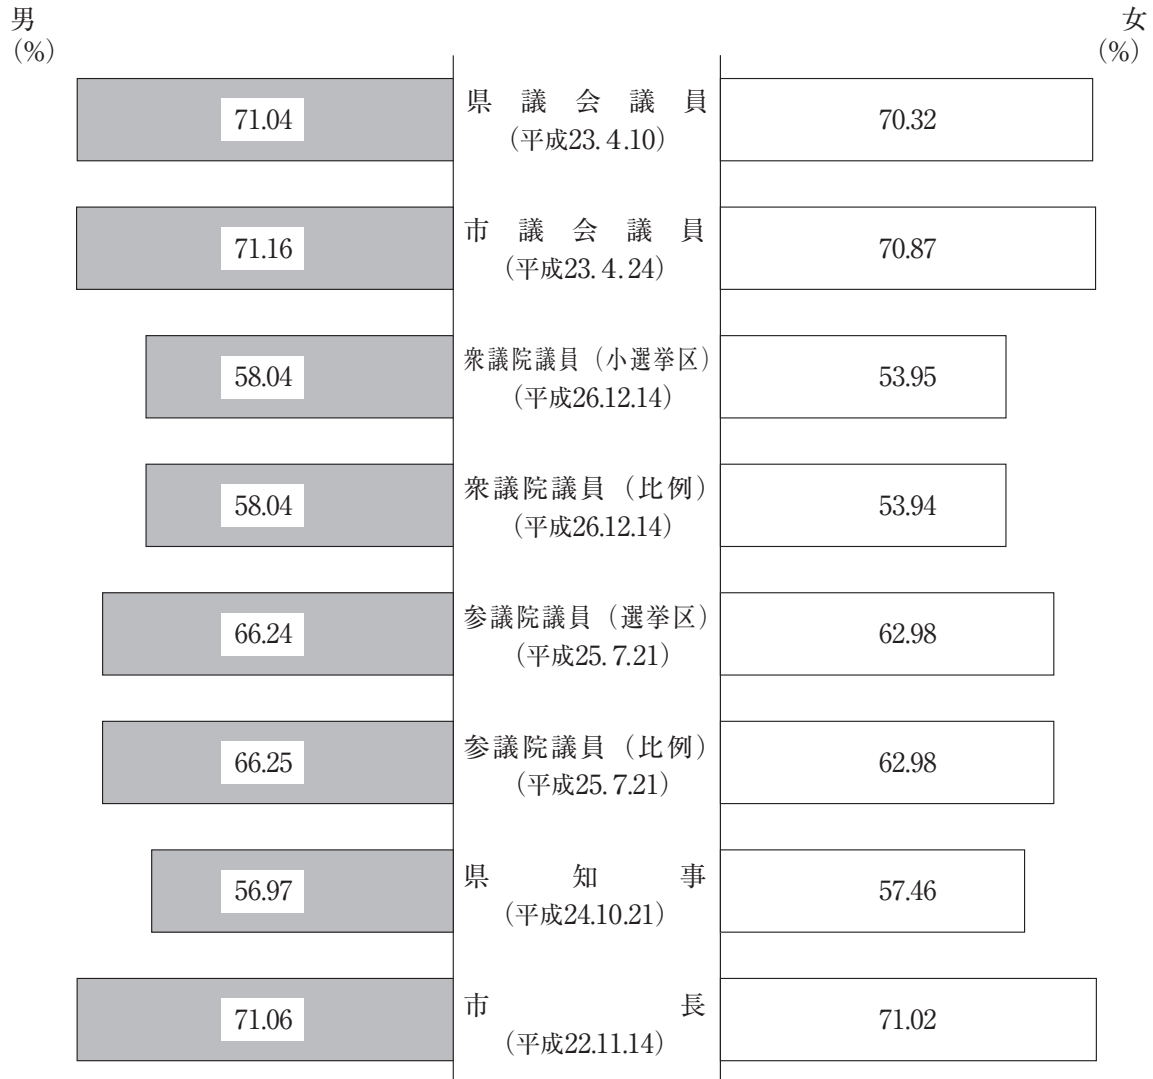 男
(%)
女
(%)
71.04
県議会議員
(平成23.4.10)
70.32
71.16
市議会議員
(平成23.4.24)
70.87
58.04
衆議院議員(小選挙区)
(平成26.12.14)
53.95
58.04
衆議院議員(比例)
(平成26.12.14)
53.94
66.24
参議院議員(選挙区)
(平成25.7.21)
62.98
66.25
参議院議員(比例)
(平成25.7.21)
62.98
56.97
県知事
(平成24.10.21)
57.46
71.06
市長
(平成22.11.14)
71.02